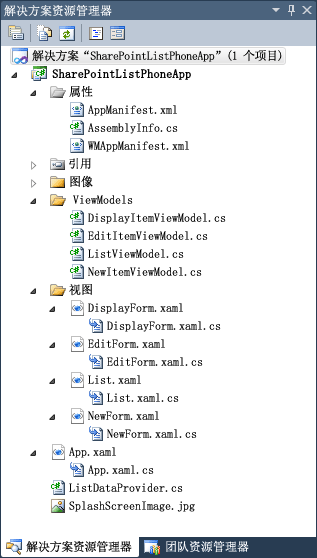 解决方案资源管理器
解决方案“SharePointListPhoneApp”(1 个项目)
SharePointListPhoneApp
属性
AppManifest.xml
AssemblyInfo.cs
WMAppManifest.xml
引用
图像
ViewModels
DisplayItemViewModel.cs
EditItemViewModel.cs
ListViewModel.cs
NewItemViewModel.cs
视图
DisplayForm.xaml
DisplayForm.xaml.cs
EditForm.xaml
EditForm.xaml.cs
List.xaml
List.xaml.cs
NewForm.xaml
NewForm.xaml.cs
App.xaml
App.xaml.cs
ListDataProvider.cs
SplashScreenImage.jpg
解决方案资源管理器 团队资源管理器